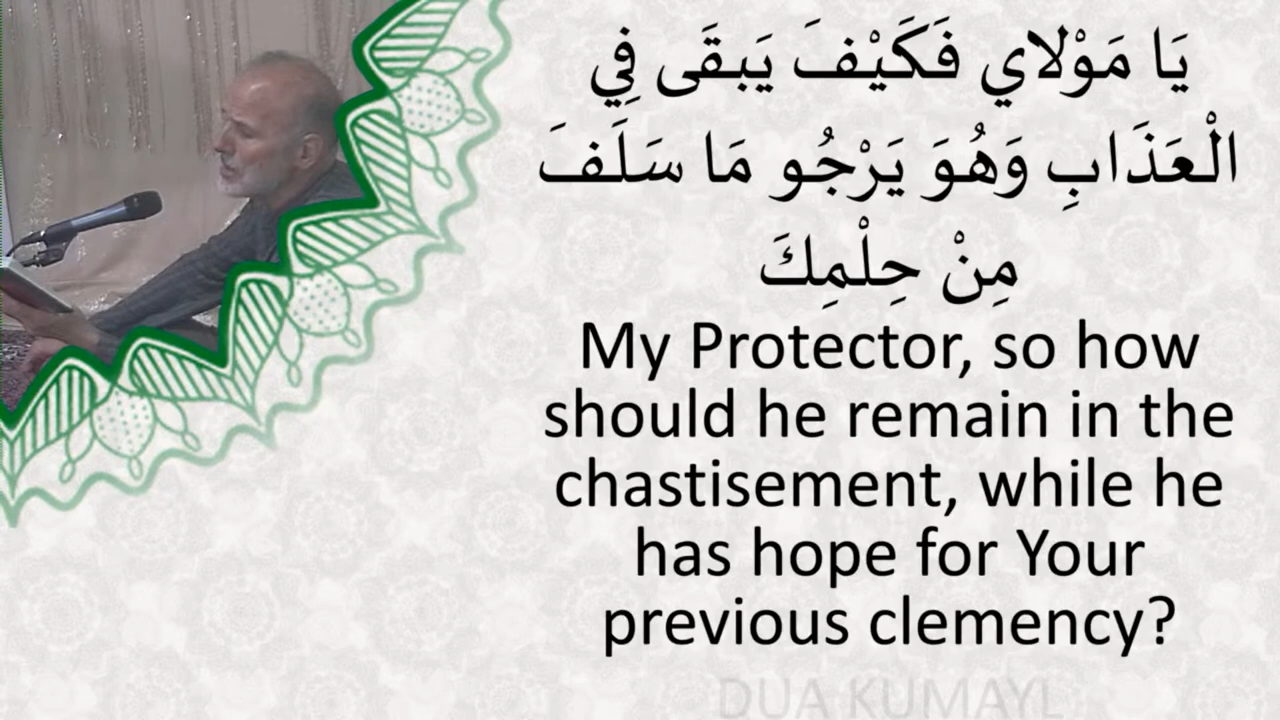 يَا مَوْلاي فَكَيْفَ يَبقَى فِي
الْعَذَابِ وَهُوَ يَرْجُو مَا سَلَفَ
مِنْ حِلْمِكَ
My Protector, so how
should he remain in the
chastisement, while he
has hope for Your
previous clemency?
DUA KUMAYL